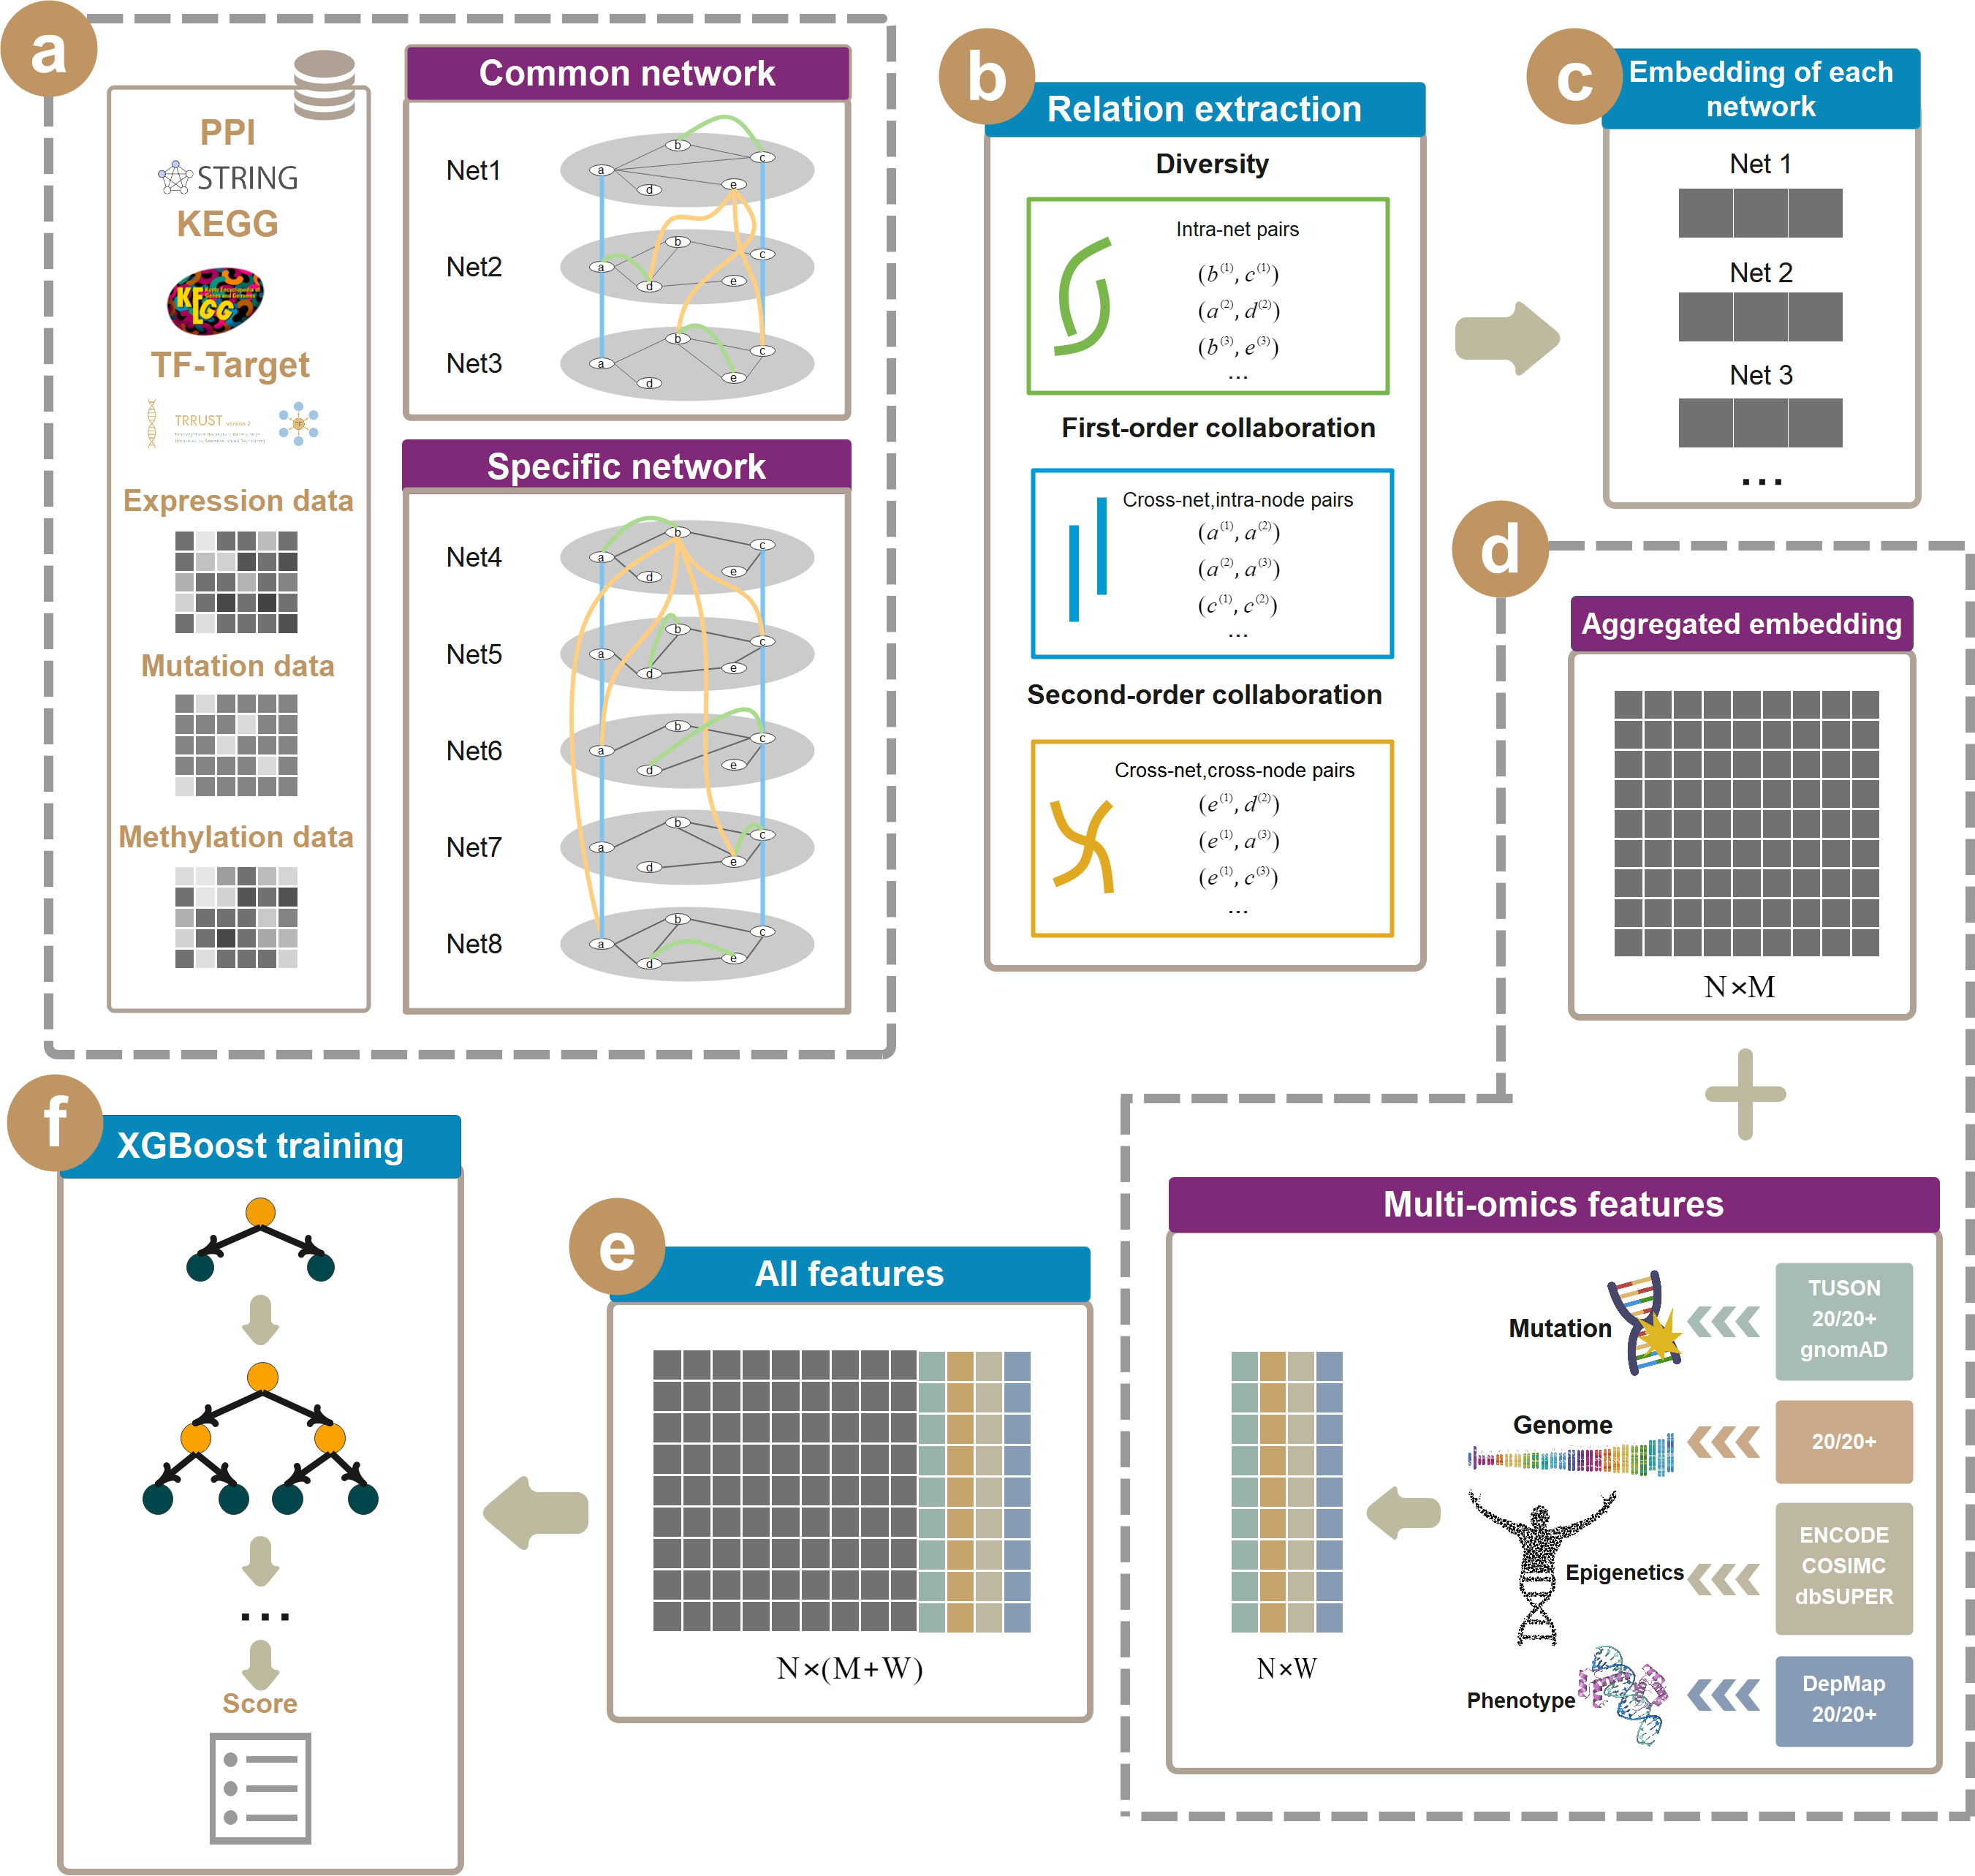 a
PPI
STRING
KEGG
KEGG
TF-Target
TRRUST version 2
Expression data
Mutation data
Methylation data
Common network
Net1
a b c d e
Net2
a b c d e
Net3
a b c d e
Specific network
Net4
a b c d e
Net5
a b c d e
Net6
a b c d e
Net7
a b c d e
Net8
a b c d e
b
Relation extraction
Diversity
Intra-net pairs
(b⁽¹⁾, c⁽¹⁾)
(a⁽²⁾, d⁽²⁾)
(b⁽³⁾, e⁽³⁾)
...
First-order collaboration
Cross-net,intra-node pairs
(a⁽¹⁾, a⁽²⁾)
(a⁽²⁾, a⁽³⁾)
(c⁽¹⁾, c⁽²⁾)
...
Second-order collaboration
Cross-net,cross-node pairs
(e⁽¹⁾, d⁽²⁾)
(e⁽¹⁾, a⁽³⁾)
(e⁽¹⁾, c⁽³⁾)
...
c
Embedding of each
network
Net 1
Net 2
Net 3
...
d
Aggregated embedding
N×M
Multi-omics features
Mutation
TUSON
20/20+
gnomAD
Genome
20/20+
Epigenetics
ENCODE
COSIMC
dbSUPER
Phenotype
DepMap
20/20+
N×W
e
All features
N×(M+W)
f
XGBoost training
...
Score